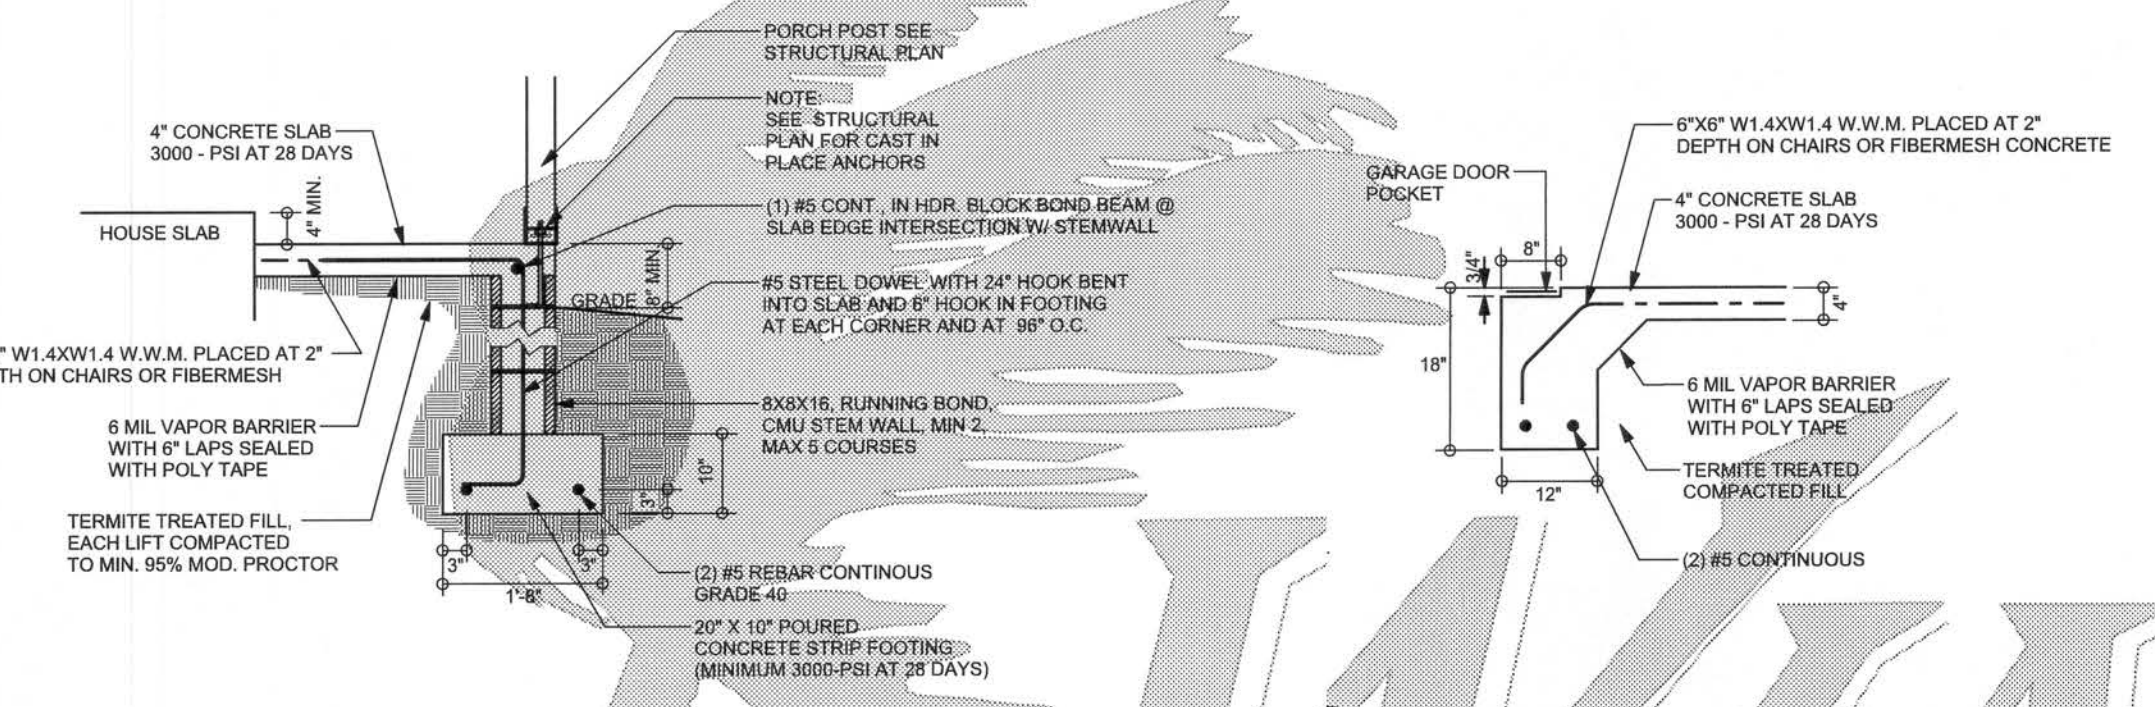 PORCH POST SEE
STRUCTURAL PLAN
NOTE:
SEE STRUCTURAL
PLAN FOR CAST IN
PLACE ANCHORS
4" CONCRETE SLAB
3000 - PSI AT 28 DAYS
4" MIN.
HOUSE SLAB
(1) #5 CONT., IN HDR. BLOCK BOND BEAM @
SLAB EDGE INTERSECTION W/ STEMWALL
8" MIN.
GRADE
#5 STEEL DOWEL WITH 24" HOOK BENT
INTO SLAB AND 6" HOOK IN FOOTING
AT EACH CORNER AND AT 96" O.C.
" W1.4XW1.4 W.W.M. PLACED AT 2"
TH ON CHAIRS OR FIBERMESH
6 MIL VAPOR BARRIER
WITH 6" LAPS SEALED
WITH POLY TAPE
8X8X16, RUNNING BOND,
CMU STEM WALL, MIN 2,
MAX 5 COURSES
10"
3"
TERMITE TREATED FILL,
EACH LIFT COMPACTED
TO MIN. 95% MOD. PROCTOR
3"
3"
1'-8"
(2) #5 REBAR CONTINOUS
GRADE 40
20" X 10" POURED
CONCRETE STRIP FOOTING
(MINIMUM 3000-PSI AT 28 DAYS)
6"X6" W1.4XW1.4 W.W.M. PLACED AT 2"
DEPTH ON CHAIRS OR FIBERMESH CONCRETE
GARAGE DOOR
POCKET
4" CONCRETE SLAB
3000 - PSI AT 28 DAYS
8"
3/4"
4"
18"
6 MIL VAPOR BARRIER
WITH 6" LAPS SEALED
WITH POLY TAPE
TERMITE TREATED
COMPACTED FILL
12"
(2) #5 CONTINUOUS